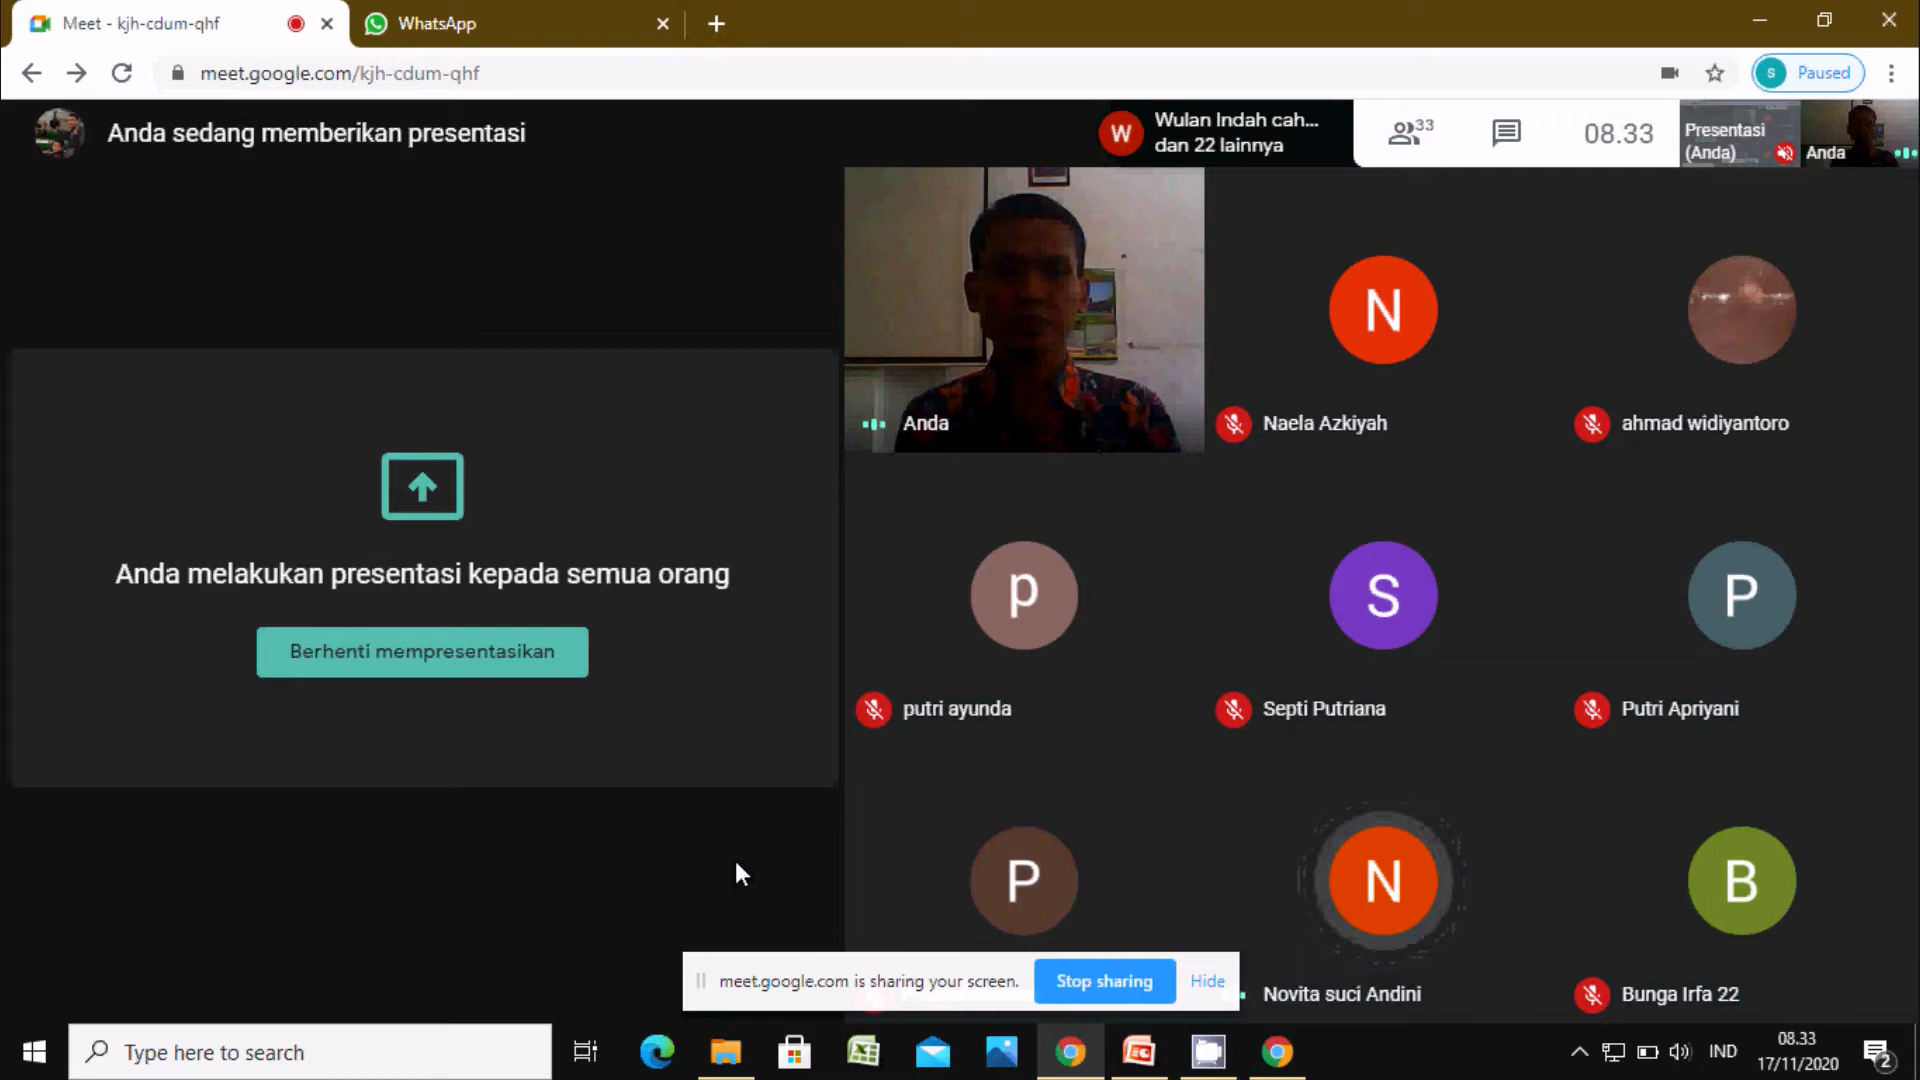 Meet - kjh-cdum-qhf
WhatsApp
meet.google.com/kjh-cdum-qhf
S
Paused
Anda sedang memberikan presentasi
W
Wulan Indah cah...
dan 22 lainnya
33
08.33
Presentasi
(Anda)
Anda
Anda
N
Naela Azkiyah
ahmad widiyantoro
Anda melakukan presentasi kepada semua orang
Berhenti mempresentasikan
p
putri ayunda
S
Septi Putriana
P
Putri Apriyani
P
N
Novita suci Andini
B
Bunga Irfa 22
meet.google.com is sharing your screen.
Stop sharing
Hide
Type here to search
IND
08.33
17/11/2020
2